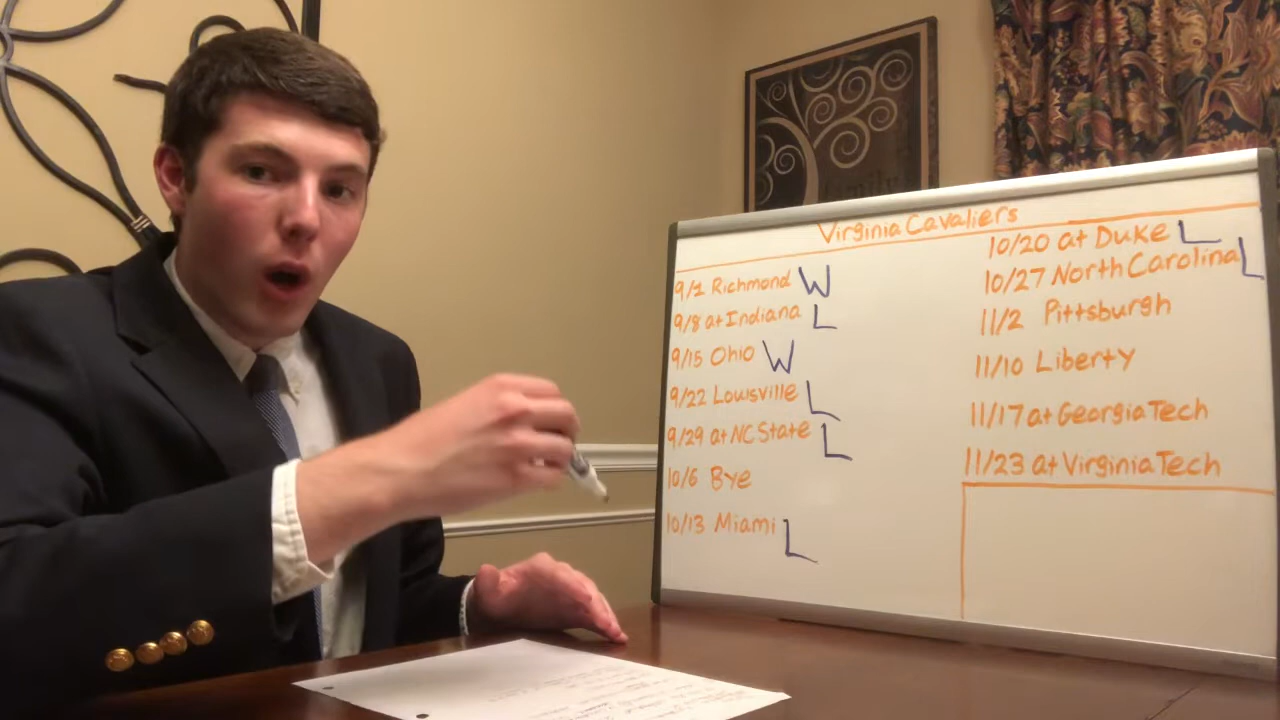 family
Virginia Cavaliers
9/1 Richmond W
9/8 at Indiana L
9/15 Ohio W
9/22 Louisville L
9/29 at NC State L
10/6 Bye
10/13 Miami L
10/20 at Duke L
10/27 North Carolina L
11/2 Pittsburgh
11/10 Liberty
11/17 at Georgia Tech
11/23 at Virginia Tech